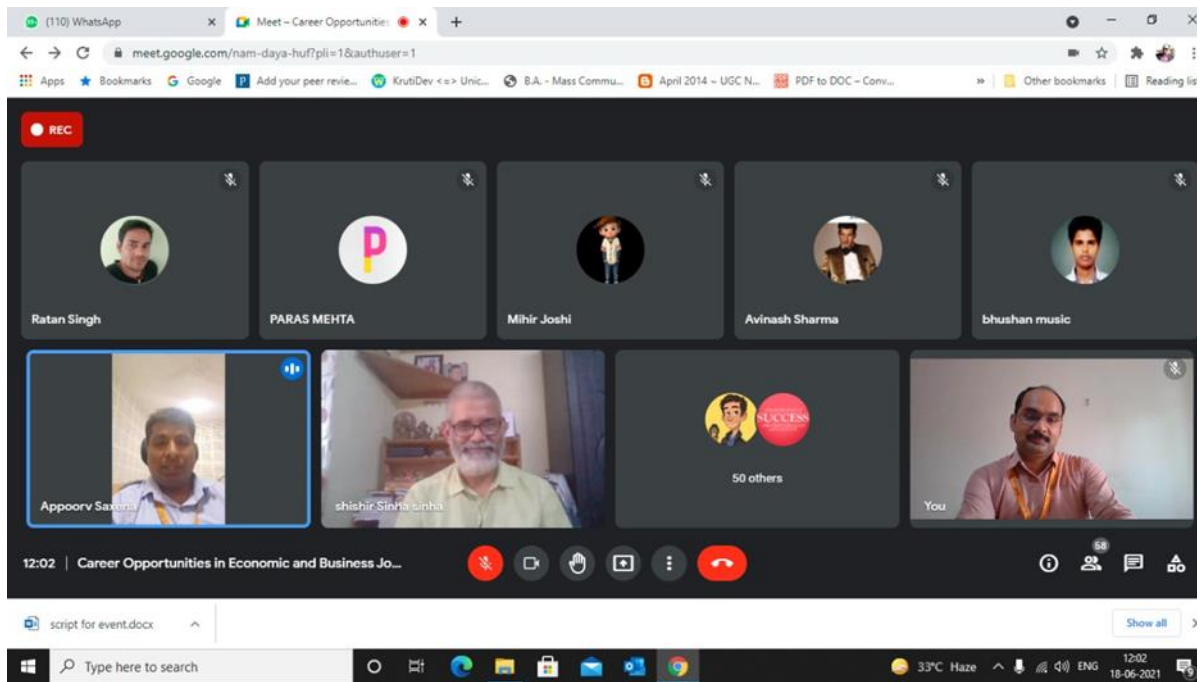 (110) WhatsApp
Meet – Career Opportunities
meet.google.com/nam-daya-huf?pli=1&authuser=1
Apps Bookmarks Google Add your peer revie... KrutiDev <=> Unic... B.A. - Mass Commu... April 2014 ~ UGC N... PDF to DOC – Conv... » Other bookmarks Reading lis
REC
P
Ratan Singh PARAS MEHTA Mihir Joshi Avinash Sharma bhushan music
SUCCESS
50 others
Appoorv Saxena shishir Sinha sinha You
58
12:02 | Career Opportunities in Economic and Business Jo...
script for event.docx Show all
Type here to search 33°C Haze ENG 12:02
18-06-2021